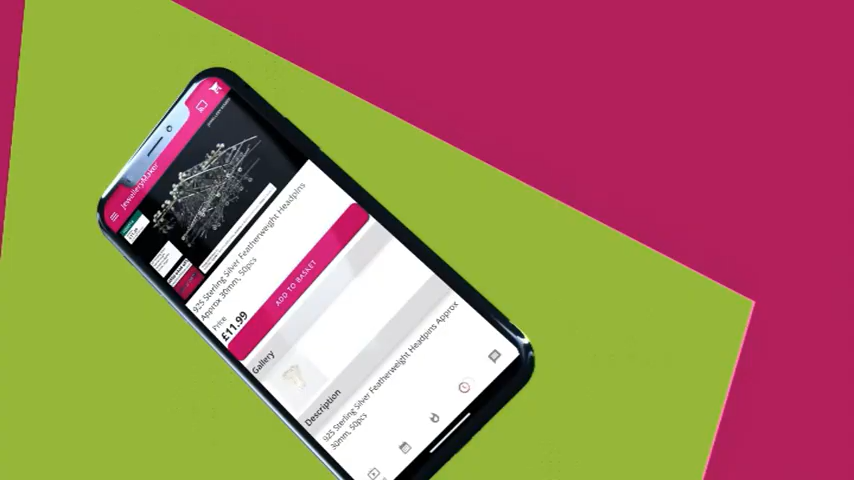 JewelleryMaker
925 Sterling Silver Featherweight Headpins
Approx 30mm, 50pcs
Price
£11.99
ADD TO BASKET
Gallery
Description
925 Sterling Silver Featherweight Headpins Approx
30mm, 50pcs